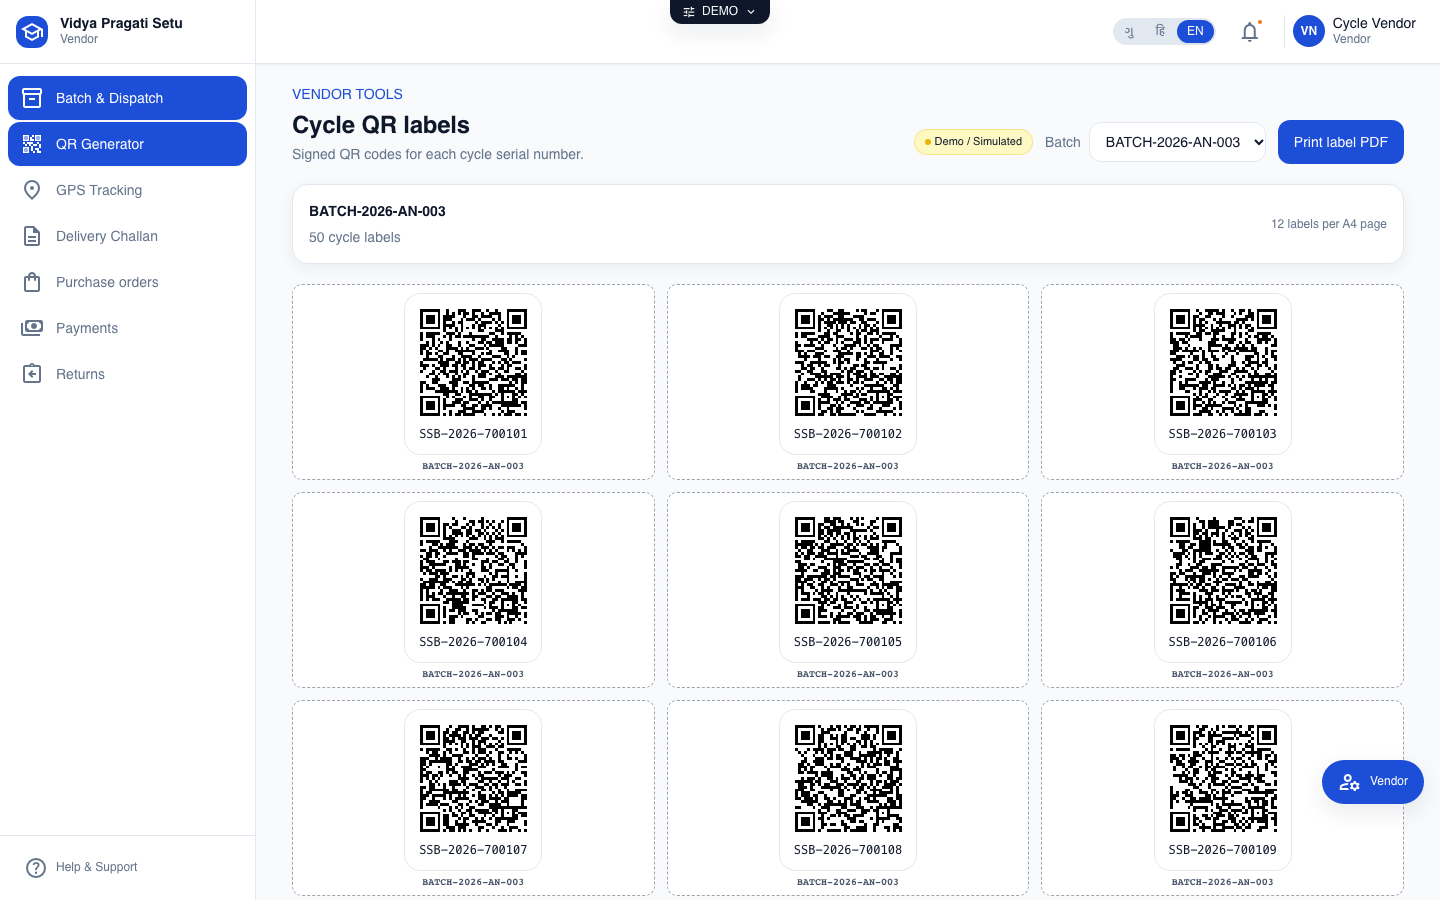 Vidya Pragati Setu
Vendor
DEMO
ગુ
हि
EN
VN
Cycle Vendor
Vendor
Batch & Dispatch
QR Generator
GPS Tracking
Delivery Challan
Purchase orders
Payments
Returns
Help & Support
VENDOR TOOLS
Cycle QR labels
Signed QR codes for each cycle serial number.
Demo / Simulated
Batch
BATCH-2026-AN-003
Print label PDF
BATCH-2026-AN-003
50 cycle labels
12 labels per A4 page
SSB-2026-700101
BATCH-2026-AN-003
SSB-2026-700102
BATCH-2026-AN-003
SSB-2026-700103
BATCH-2026-AN-003
SSB-2026-700104
BATCH-2026-AN-003
SSB-2026-700105
BATCH-2026-AN-003
SSB-2026-700106
BATCH-2026-AN-003
SSB-2026-700107
BATCH-2026-AN-003
SSB-2026-700108
BATCH-2026-AN-003
SSB-2026-700109
BATCH-2026-AN-003
Vendor